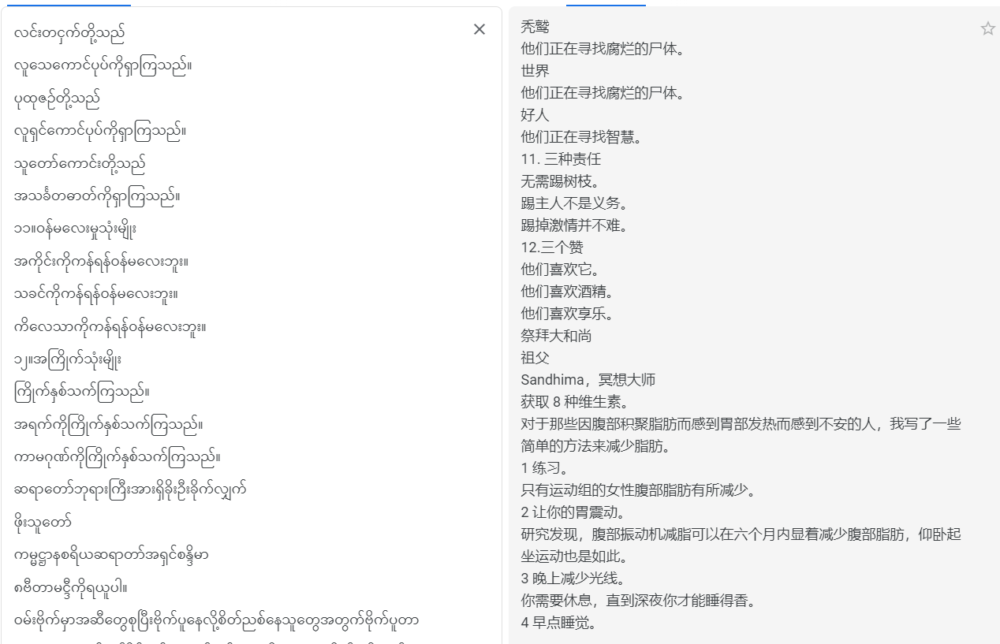 လင်းတငှက်တို့သည်
လူသေကောင်ပုပ်ကိုရှာကြသည်။
ပုထုဇဉ်တို့သည်
လူရှင်ကောင်ပုပ်ကိုရှာကြသည်။
သူတော်ကောင်းတို့သည်
အသင်္ခတဓာတ်ကိုရှာကြသည်။
၁၁။ဝန်မလေးမှုသုံးမျိုး
အကိုင်းကိုကန်ရန်ဝန်မလေးဘူး။
သခင်ကိုကန်ရန်ဝန်မလေးဘူး။
ကိလေသာကိုကန်ရန်ဝန်မလေးဘူး။
၁၂။အကြိုက်သုံးမျိုး
ကြိုက်နှစ်သက်ကြသည်။
အရက်ကိုကြိုက်နှစ်သက်ကြသည်။
ကာမဂုဏ်ကိုကြိုက်နှစ်သက်ကြသည်။
ဆရာတော်ဘုရားကြီးအားရှိခိုးဦးခိုက်လျှက်
ဖိုးသူတော်
ကမ္မဋ္ဌာနစရိယဆရာတာ်အရှင်စန္ဒိမာ
၈ဗီတာမင်ဒီကိုရယူပါ။
ဝမ်းဗိုက်မှာအဆီတွေစုပြီးဗိုက်ပူနေလို့စိတ်ညစ်နေသူတွေအတွက်ဗိုက်ပူတာ
秃鹫
他们正在寻找腐烂的尸体。
世界
他们正在寻找腐烂的尸体。
好人
他们正在寻找智慧。
11. 三种责任
无需踢树枝。
踢主人不是义务。
踢掉激情并不难。
12.三个赞
他们喜欢它。
他们喜欢酒精。
他们喜欢享乐。
祭拜大和尚
祖父
Sandhima，冥想大师
获取 8 种维生素。
对于那些因腹部积聚脂肪而感到胃部发热而感到不安的人，我写了一些
简单的方法来减少脂肪。
1 练习。
只有运动组的女性腹部脂肪有所减少。
2 让你的胃震动。
研究发现，腹部振动机减脂可以在六个月内显着减少腹部脂肪，仰卧起
坐运动也是如此。
3 晚上减少光线。
你需要休息，直到深夜你才能睡得香。
4 早点睡觉。